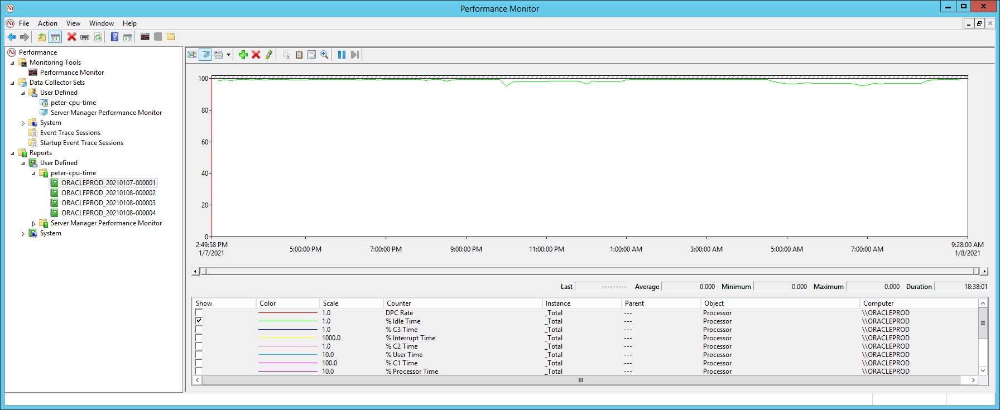 Performance Monitor
File Action View Window Help
Performance
Monitoring Tools
Performance Monitor
Data Collector Sets
User Defined
peter-cpu-time
Server Manager Performance Monitor
System
Event Trace Sessions
Startup Event Trace Sessions
Reports
User Defined
peter-cpu-time
ORACLEPROD_20210107-000001
ORACLEPROD_20210108-000002
ORACLEPROD_20210108-000003
ORACLEPROD_20210108-000004
Server Manager Performance Monitor
System
100
80
60
40
20
0
2:49:58 PM 5:00:00 PM 7:00:00 PM 9:00:00 PM 11:00:00 PM 1:00:00 AM 3:00:00 AM 5:00:00 AM 7:00:00 AM 9:28:00 AM
1/7/2021 1/8/2021
Last --------- Average 0.000 Minimum 0.000 Maximum 0.000 Duration 18:38:01
Show Color Scale Counter Instance Parent Object Computer
1.0 DPC Rate _Total --- Processor \\ORACLEPROD
1.0 % Idle Time _Total --- Processor \\ORACLEPROD
1.0 % C3 Time _Total --- Processor \\ORACLEPROD
1000.0 % Interrupt Time _Total --- Processor \\ORACLEPROD
1.0 % C2 Time _Total --- Processor \\ORACLEPROD
10.0 % User Time _Total --- Processor \\ORACLEPROD
100.0 % C1 Time _Total --- Processor \\ORACLEPROD
10.0 % Processor Time _Total --- Processor \\ORACLEPROD